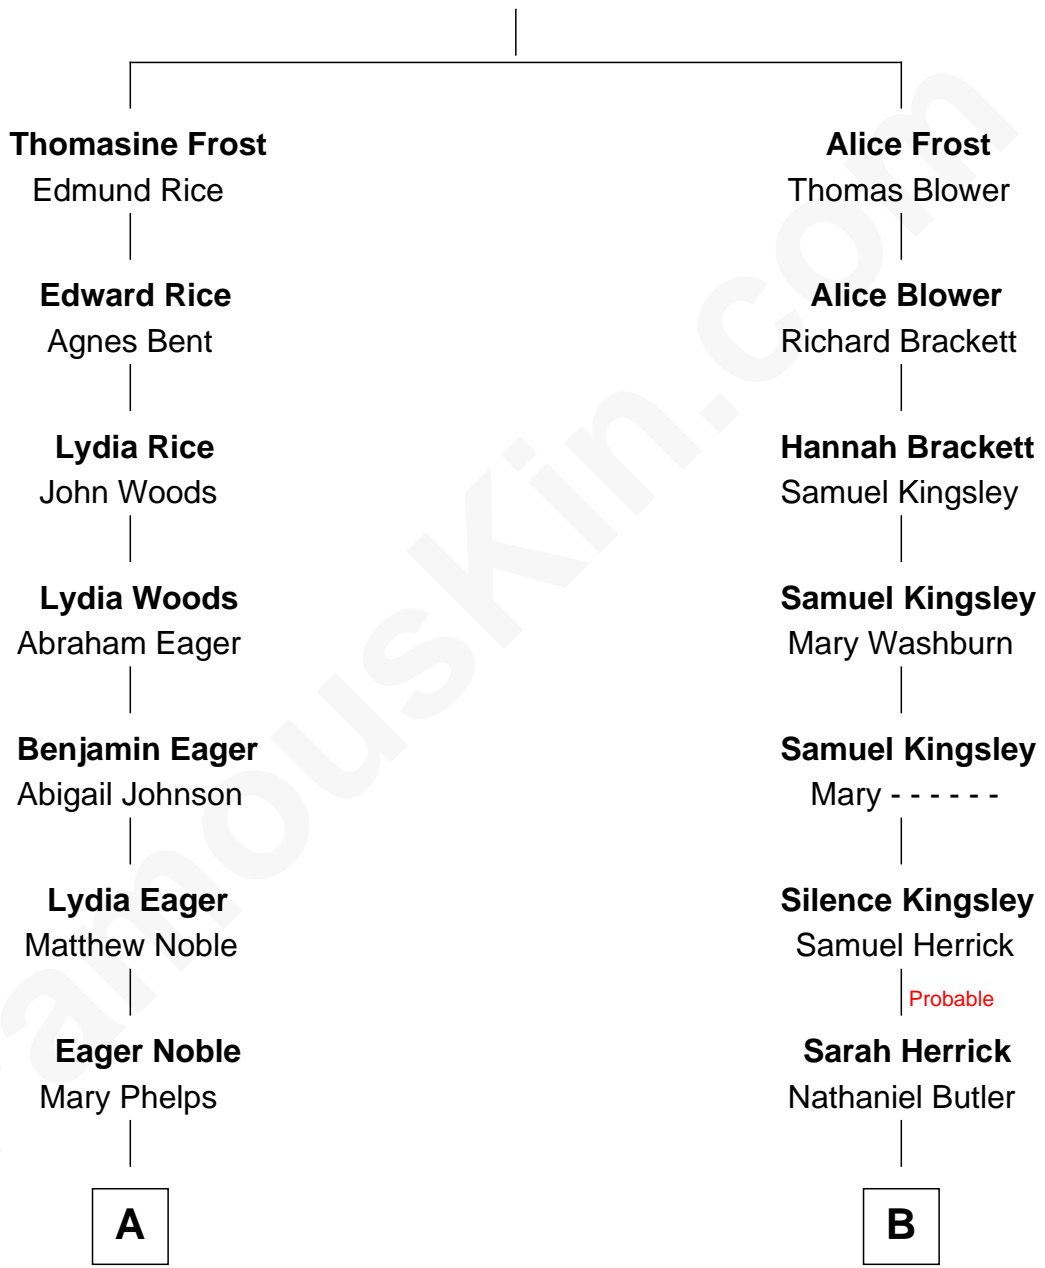 Thomasine Frost
Edmund Rice
Edward Rice
Agnes Bent
Lydia Rice
John Woods
Lydia Woods
Abraham Eager
Benjamin Eager
Abigail Johnson
Lydia Eager
Matthew Noble
Eager Noble
Mary Phelps
A
Alice Frost
Thomas Blower
Alice Blower
Richard Brackett
Hannah Brackett
Samuel Kingsley
Samuel Kingsley
Mary Washburn
Samuel Kingsley
Mary - - - - - -
Silence Kingsley
Samuel Herrick
Probable
Sarah Herrick
Nathaniel Butler
B
amouskin.com